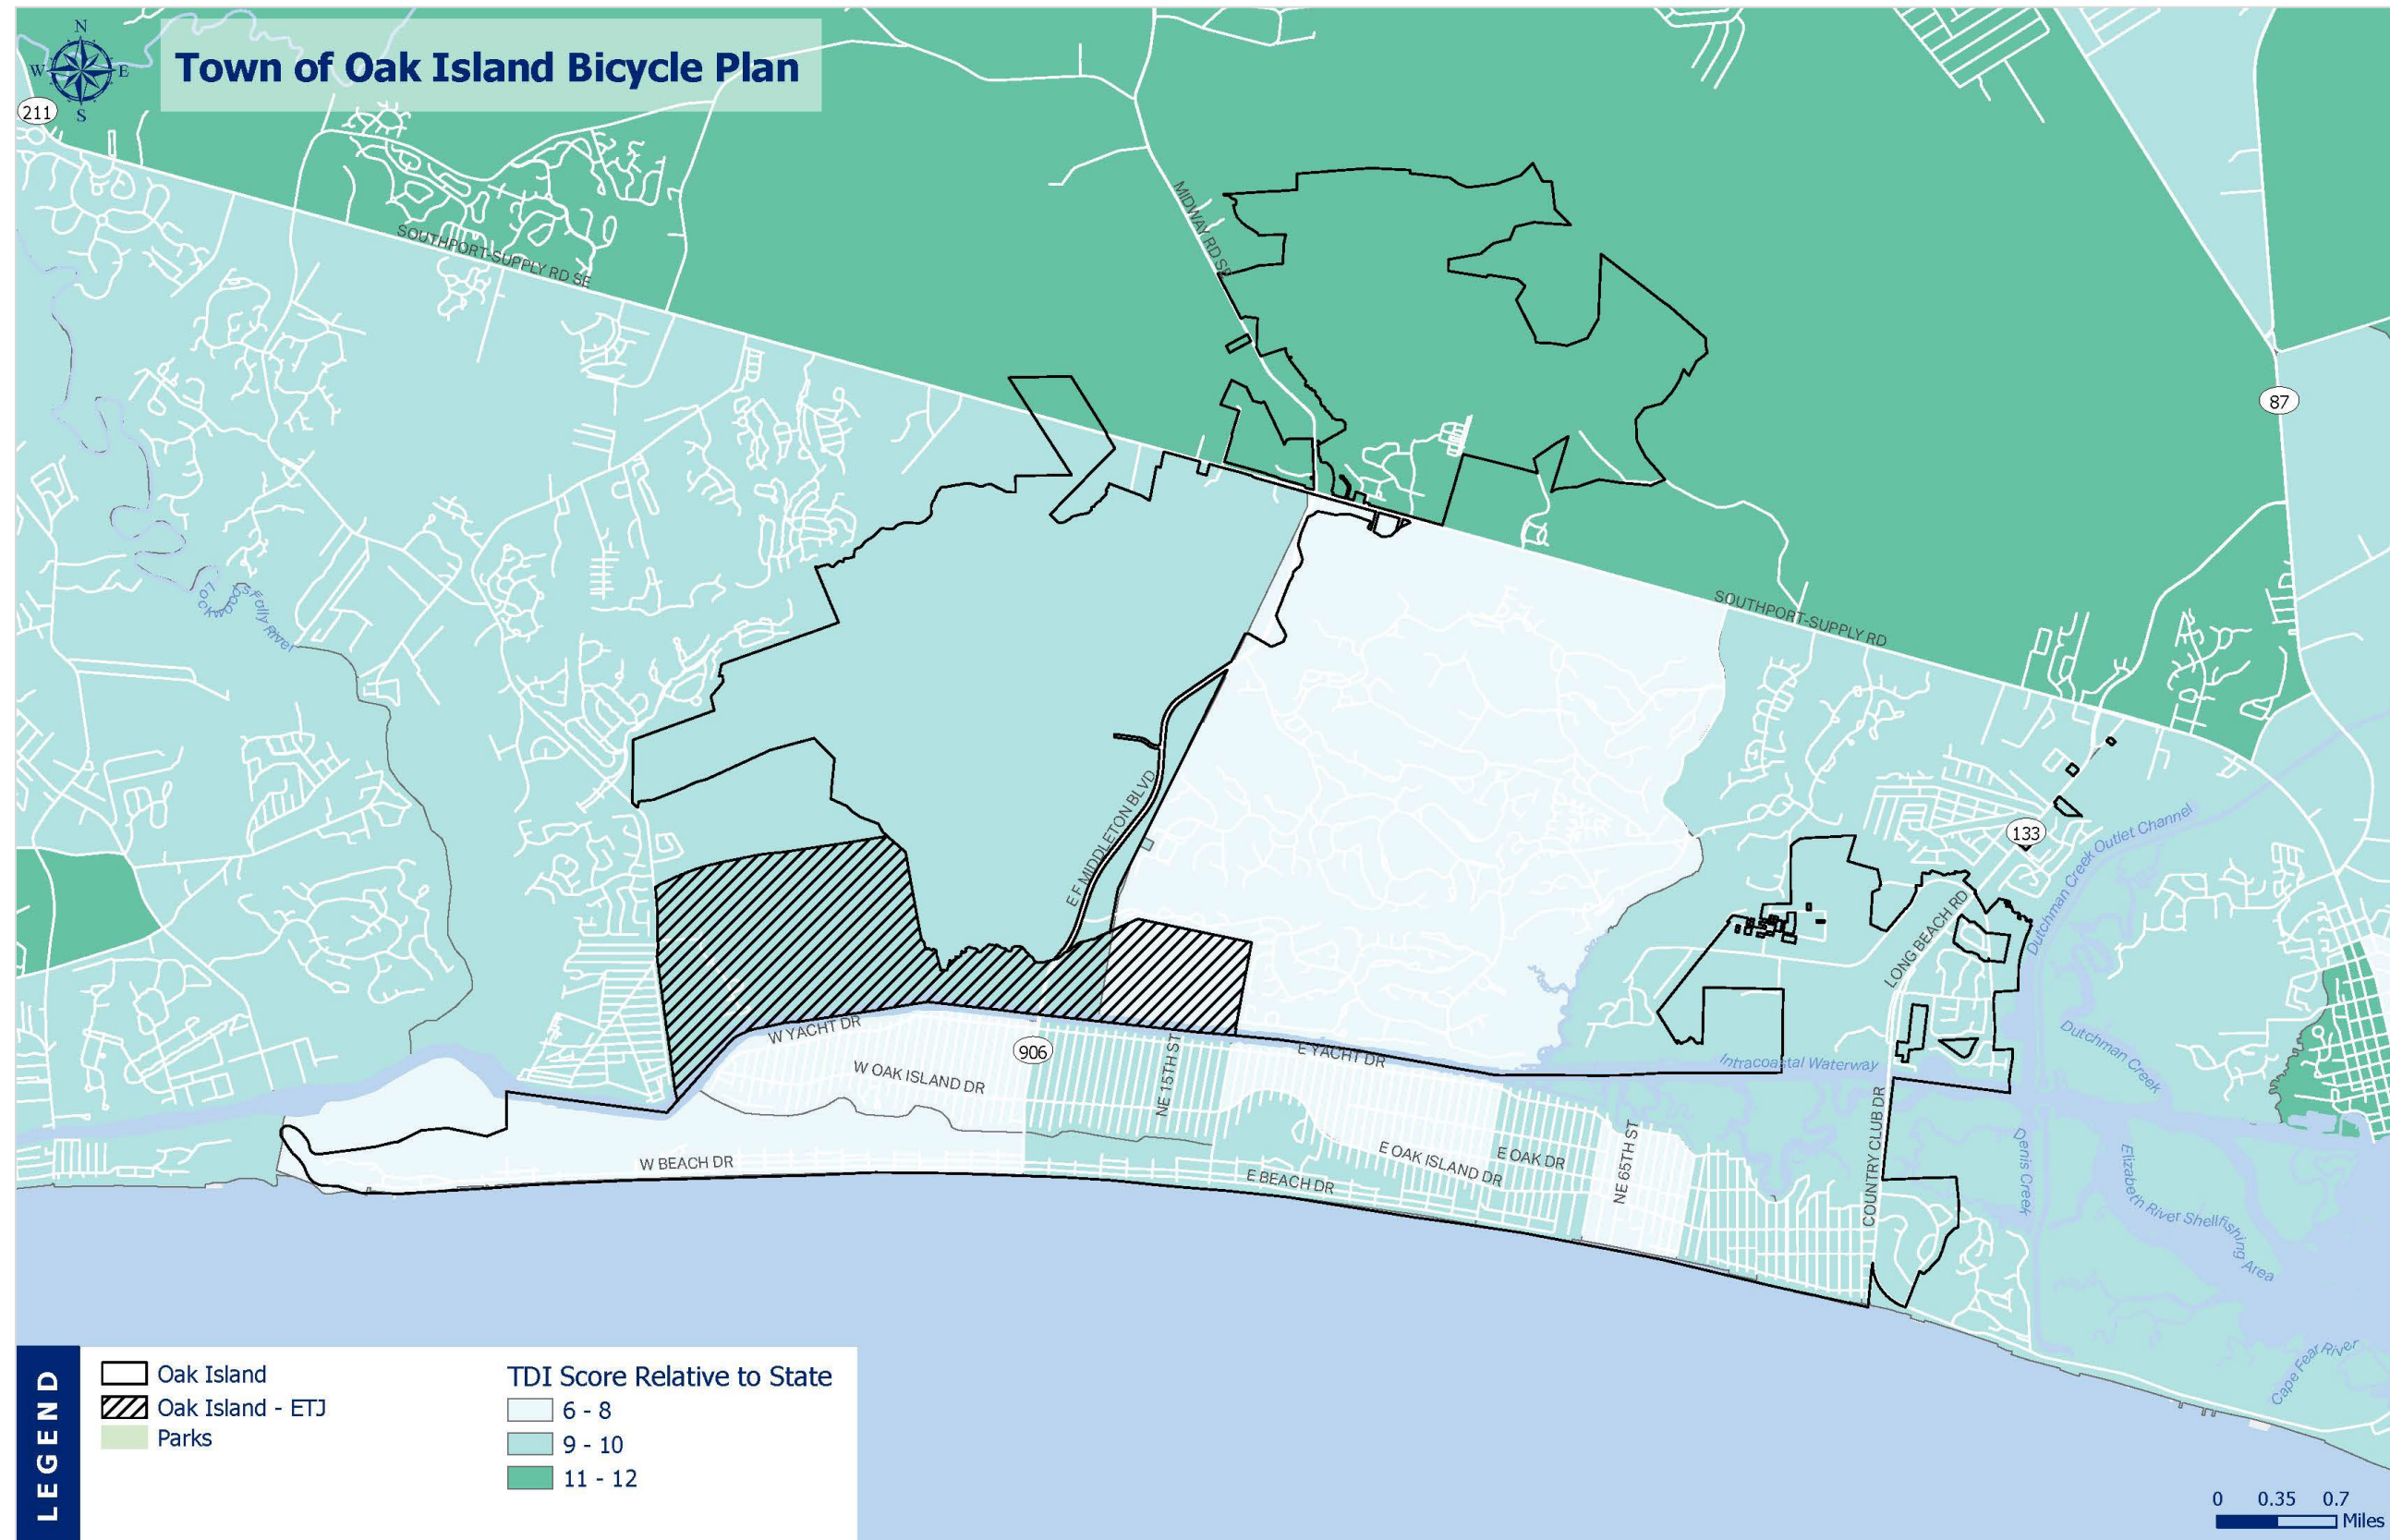 N
W
E
S
Town of Oak Island Bicycle Plan
211
MIDWAY RD SE
SOUTHPORT-SUPPLY RD SE
87
Lockwoods Folly River
SOUTHPORT-SUPPLY RD
E F MIDDLETON BLVD
133
Dutchman Creek Outlet Channel
LONG BEACH RD
W YACHT DR
906
NE 15TH ST
E YACHT DR
Intracoastal Waterway
Dutchman Creek
W OAK ISLAND DR
COUNTRY CLUB DR
NE 65TH ST
Denis Creek
W BEACH DR
E BEACH DR
E OAK ISLAND DR
E OAK DR
Elizabeth River Shellfishing Area
Cape Fear River
LEGEND
Oak Island
Oak Island - ETJ
Parks
TDI Score Relative to State
6 - 8
9 - 10
11 - 12
0 0.35 0.7
Miles